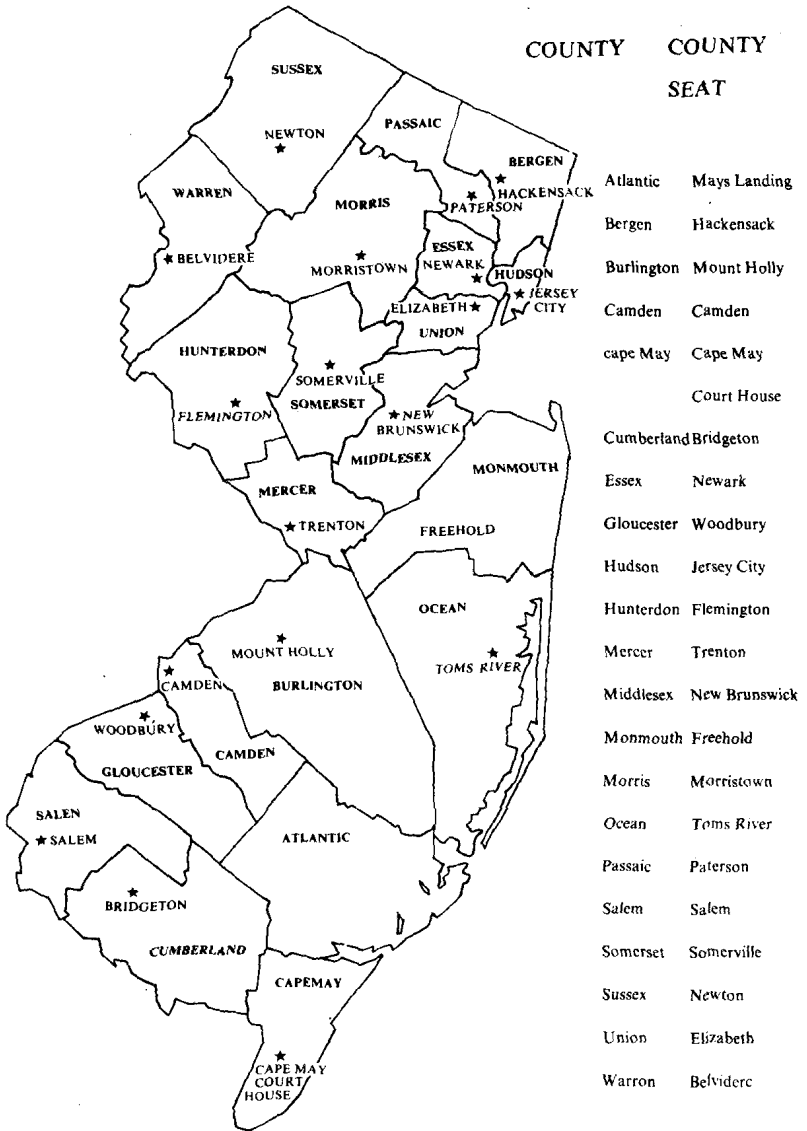 COUNTY COUNTY
SEAT
SUSSEX
NEWTON
PASSAIC
BERGEN
HACKENSACK
PATERSON
WARREN
BELVIDERE
MORRIS
MORRISTOWN
ESSEX
NEWARK
HUDSON
JERSEY
CITY
ELIZABETH
UNION
HUNTERDON
FLEMINGTON
SOMERVILLE
SOMERSET
NEW
BRUNSWICK
MIDDLESEX
MERCER
TRENTON
MONMOUTH
FREEHOLD
OCEAN
TOMS RIVER
MOUNT HOLLY
BURLINGTON
CAMDEN
CAMDEN
WOODBURY
GLOUCESTER
SALEN
SALEM
ATLANTIC
BRIDGETON
CUMBERLAND
CAPEMAY
CAPE MAY
COURT
HOUSE
Atlantic Mays Landing
Bergen Hackensack
Burlington Mount Holly
Camden Camden
cape May Cape May
Court House
Cumberland Bridgeton
Essex Newark
Gloucester Woodbury
Hudson Jersey City
Hunterdon Flemington
Mercer Trenton
Middlesex New Brunswick
Monmouth Freehold
Morris Morristown
Ocean Toms River
Passaic Paterson
Salem Salem
Somerset Somerville
Sussex Newton
Union Elizabeth
Warron Belvidere